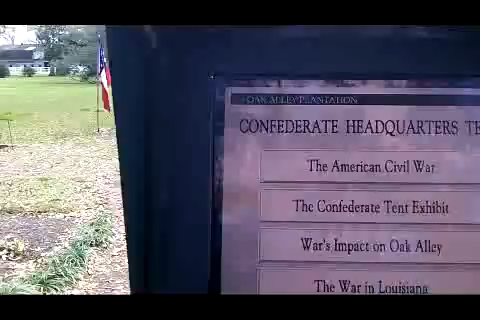 OAK ALLEY PLANTATION
CONFEDERATE HEADQUARTERS TE
The American Civil War
The Confederate Tent Exhibit
War's Impact on Oak Alley
The War in Louisiana